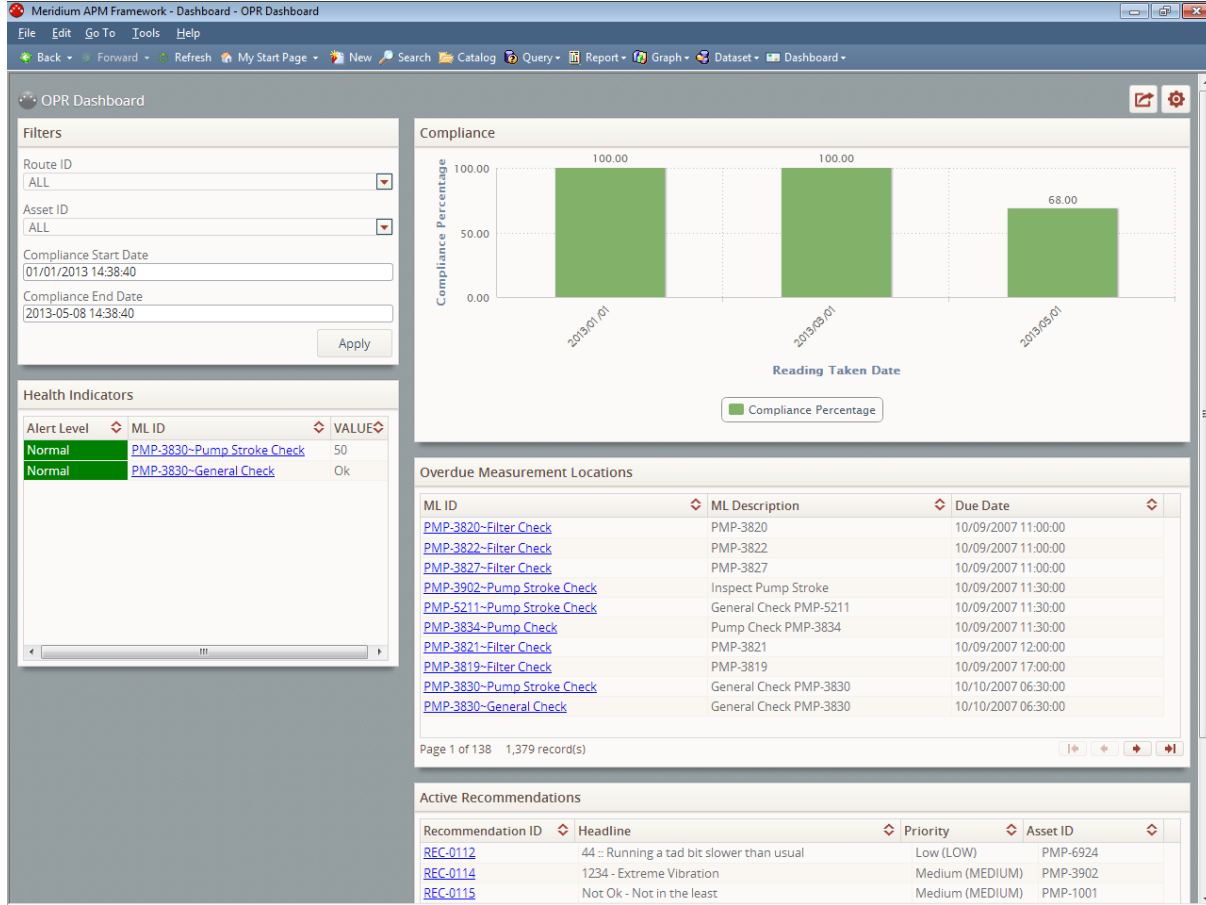 Meridium APM Framework - Dashboard - OPR Dashboard
File Edit Go To Tools Help
Back Forward Refresh My Start Page New Search Catalog Query Report Graph Dataset Dashboard
OPR Dashboard
Filters
Route ID
ALL
Asset ID
ALL
Compliance Start Date
01/01/2013 14:38:40
Compliance End Date
2013-05-08 14:38:40
Apply
Health Indicators
Alert Level ML ID VALUE
Normal PMP-3830~Pump Stroke Check 50
Normal PMP-3830~General Check Ok
Compliance
Compliance Percentage
100.00
50.00
0.00
100.00 100.00 68.00
2013/01/01 2013/03/01 2013/05/01
Reading Taken Date
Compliance Percentage
Overdue Measurement Locations
ML ID ML Description Due Date
PMP-3820~Filter Check PMP-3820 10/09/2007 11:00:00
PMP-3822~Filter Check PMP-3822 10/09/2007 11:00:00
PMP-3827~Filter Check PMP-3827 10/09/2007 11:00:00
PMP-3902~Pump Stroke Check Inspect Pump Stroke 10/09/2007 11:30:00
PMP-5211~Pump Stroke Check General Check PMP-5211 10/09/2007 11:30:00
PMP-3834~Pump Check Pump Check PMP-3834 10/09/2007 11:30:00
PMP-3821~Filter Check PMP-3821 10/09/2007 12:00:00
PMP-3819~Filter Check PMP-3819 10/09/2007 17:00:00
PMP-3830~Pump Stroke Check General Check PMP-3830 10/10/2007 06:30:00
PMP-3830~General Check General Check PMP-3830 10/10/2007 06:30:00
Page 1 of 138 1,379 record(s)
Active Recommendations
Recommendation ID Headline Priority Asset ID
REC-0112 44 :: Running a tad bit slower than usual Low (LOW) PMP-6924
REC-0114 1234 - Extreme Vibration Medium (MEDIUM) PMP-3902
REC-0115 Not Ok - Not in the least Medium (MEDIUM) PMP-1001